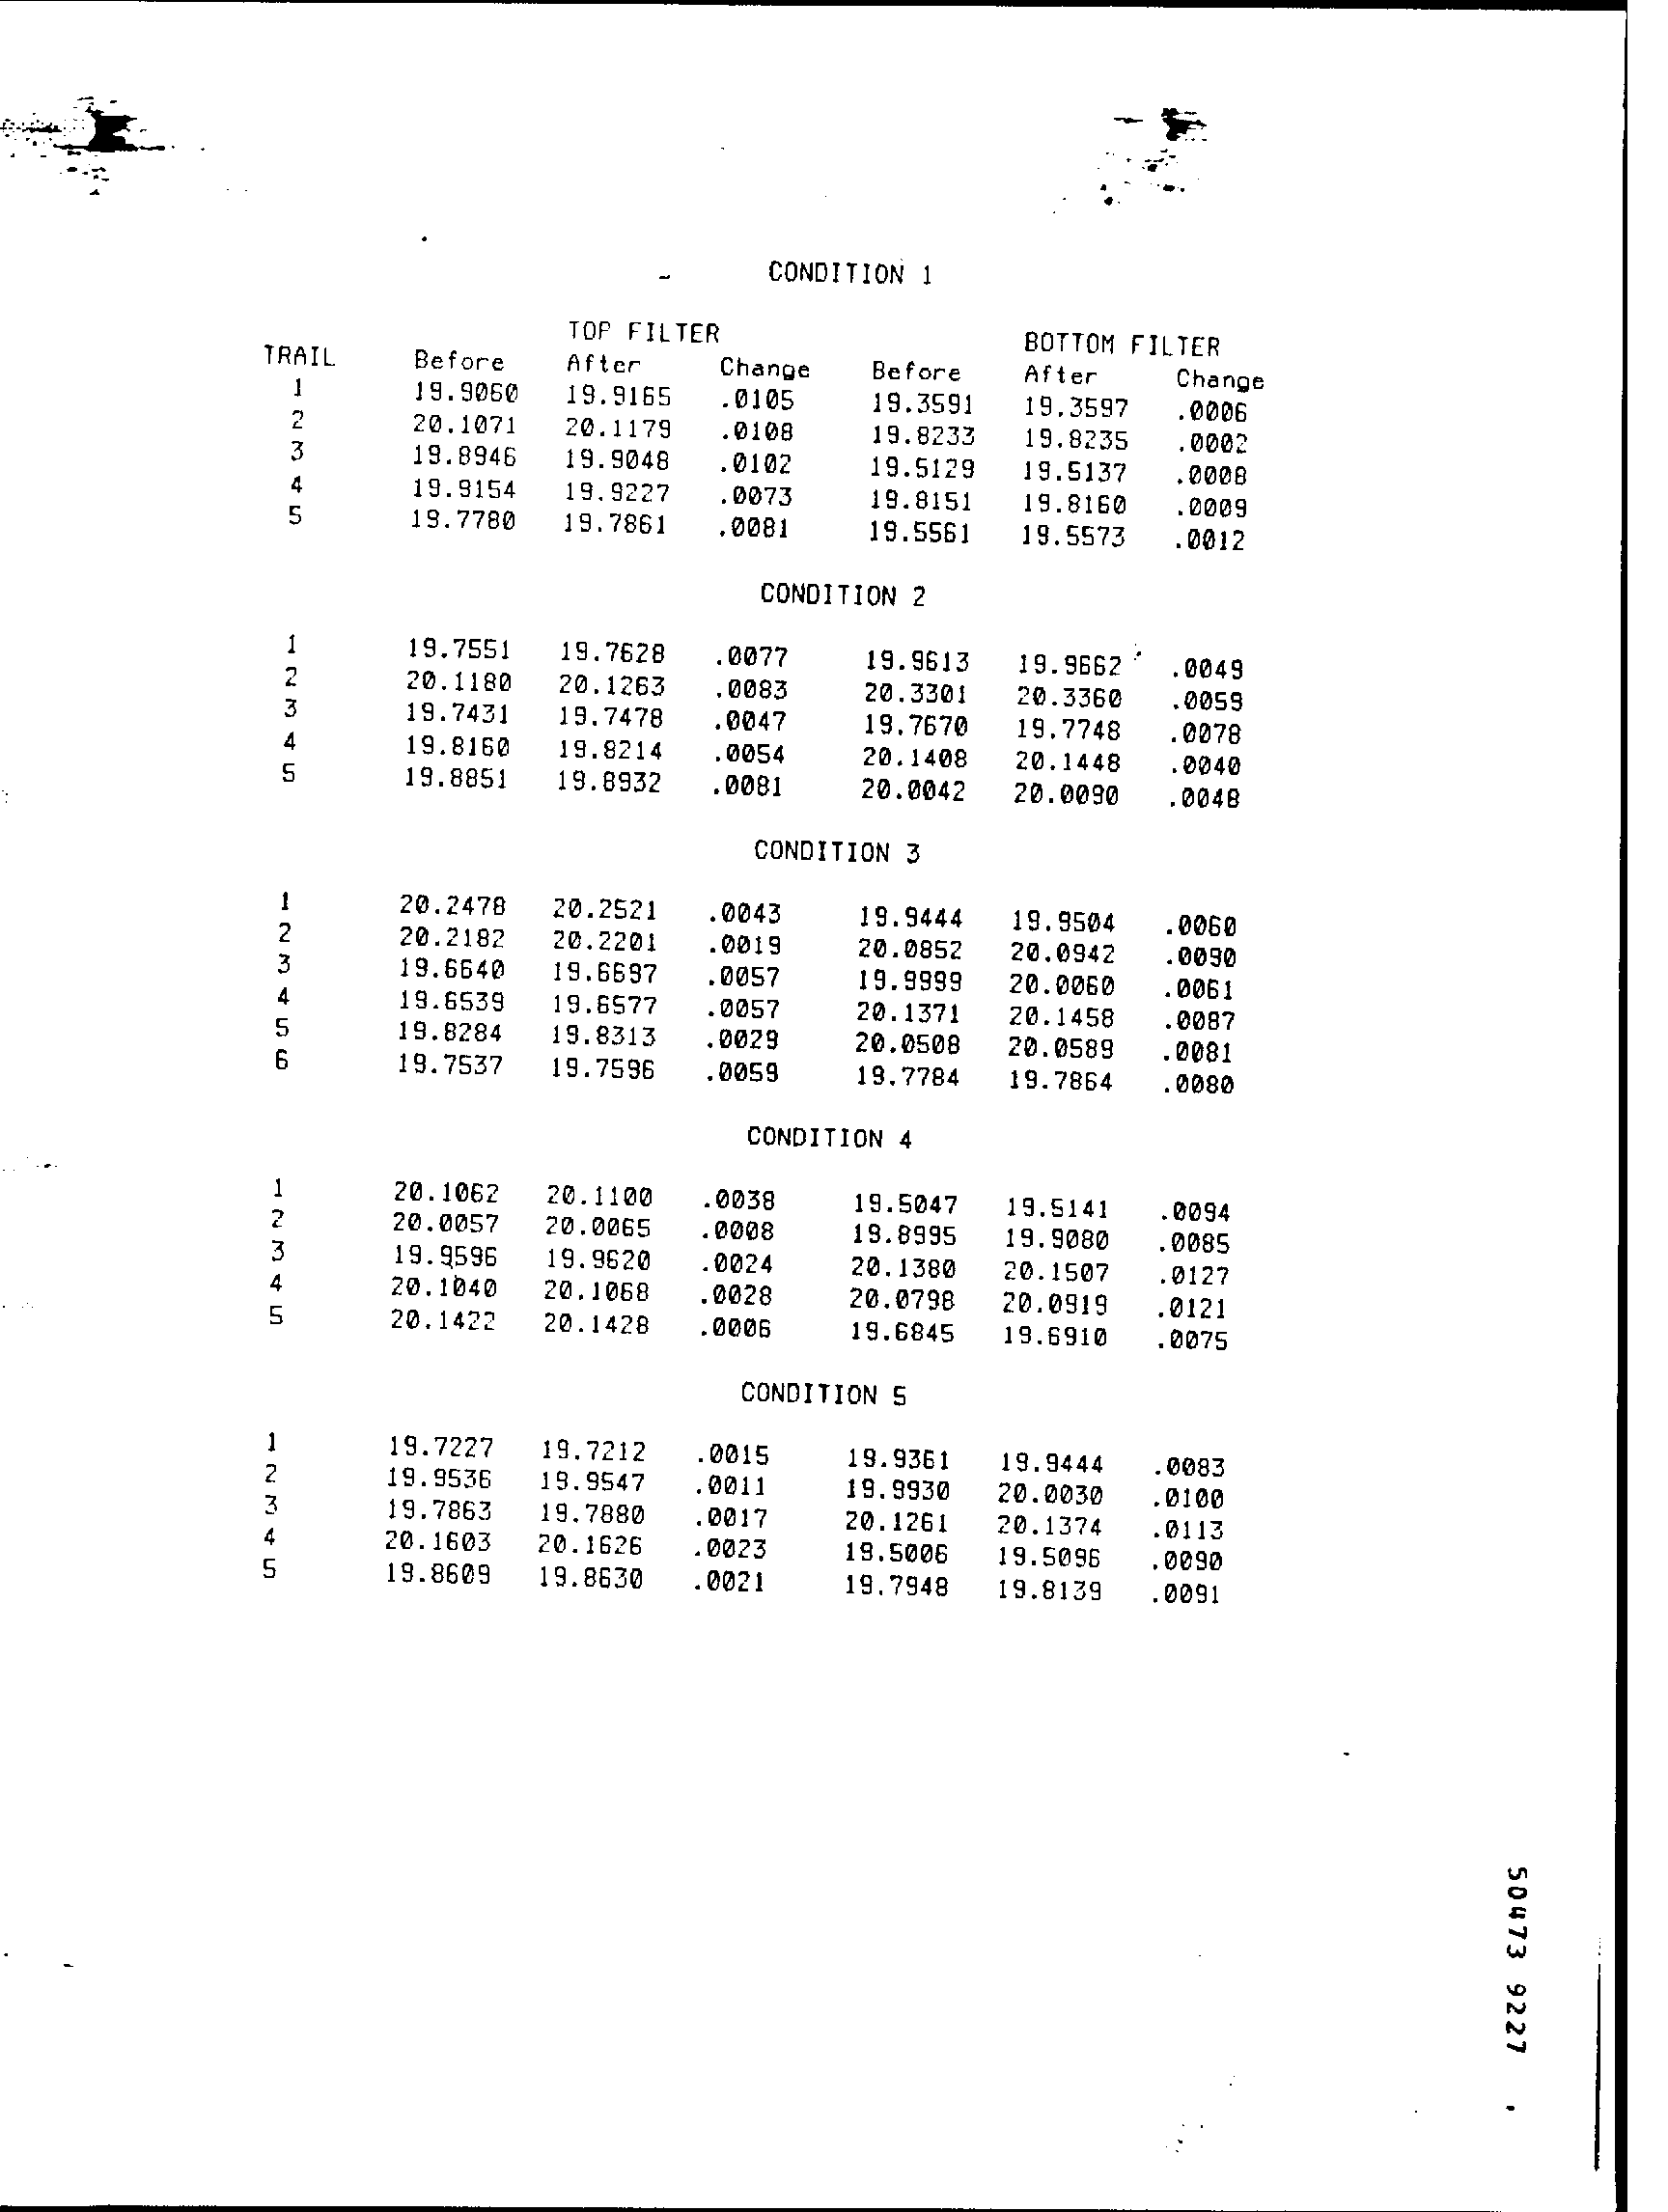 CONDITION 1
TOP FILTER BOTTOM FILTER
TRAIL Before After Change Before After Change
1 19.9060 19.9165 .0105 19.3591 19.3597 .0006
2 20.1071 20.1179 .0108 19.8233 19.8235 .0002
3 19.8946 19.9048 .0102 19.5129 19.5137 .0008
4 19.9154 19.9227 .0073 19.8151 19.8160 .0009
5 19.7780 19.7861 .0081 19.5561 19.5573 .0012
CONDITION 2
1 19.7551 19.7628 .0077 19.9613 19.9662 .0049
2 20.1180 20.1263 .0083 20.3301 20.3360 .0059
3 19.7431 19.7478 .0047 19.7670 19.7748 .0078
4 19.8160 19.8214 .0054 20.1408 20.1448 .0040
5 19.8851 19.8932 .0081 20.0042 20.0090 .0048
CONDITION 3
1 20.2478 20.2521 .0043 19.9444 19.9504 .0060
2 20.2182 20.2201 .0019 20.0852 20.0942 .0090
3 19.6640 19.6697 .0057 19.9999 20.0060 .0061
4 19.6539 19.6577 .0057 20.1371 20.1458 .0087
5 19.8284 19.8313 .0029 20.0508 20.0589 .0081
6 19.7537 19.7596 .0059 19.7784 19.7864 .0080
CONDITION 4
1 20.1062 20.1100 .0038 19.5047 19.5141 .0094
2 20.0057 20.0065 .0008 19.8995 19.9080 .0085
3 19.9596 19.9620 .0024 20.1380 20.1507 .0127
4 20.1040 20.1068 .0028 20.0798 20.0919 .0121
5 20.1422 20.1428 .0006 19.6845 19.6910 .0075
CONDITION 5
1 19.7227 19.7212 .0015 19.9361 19.9444 .0083
2 19.9536 19.9547 .0011 19.9930 20.0030 .0100
3 19.7863 19.7880 .0017 20.1261 20.1374 .0113
4 20.1603 20.1626 .0023 19.5006 19.5096 .0090
5 19.8609 19.8630 .0021 19.7948 19.8139 .0091
50473 9227